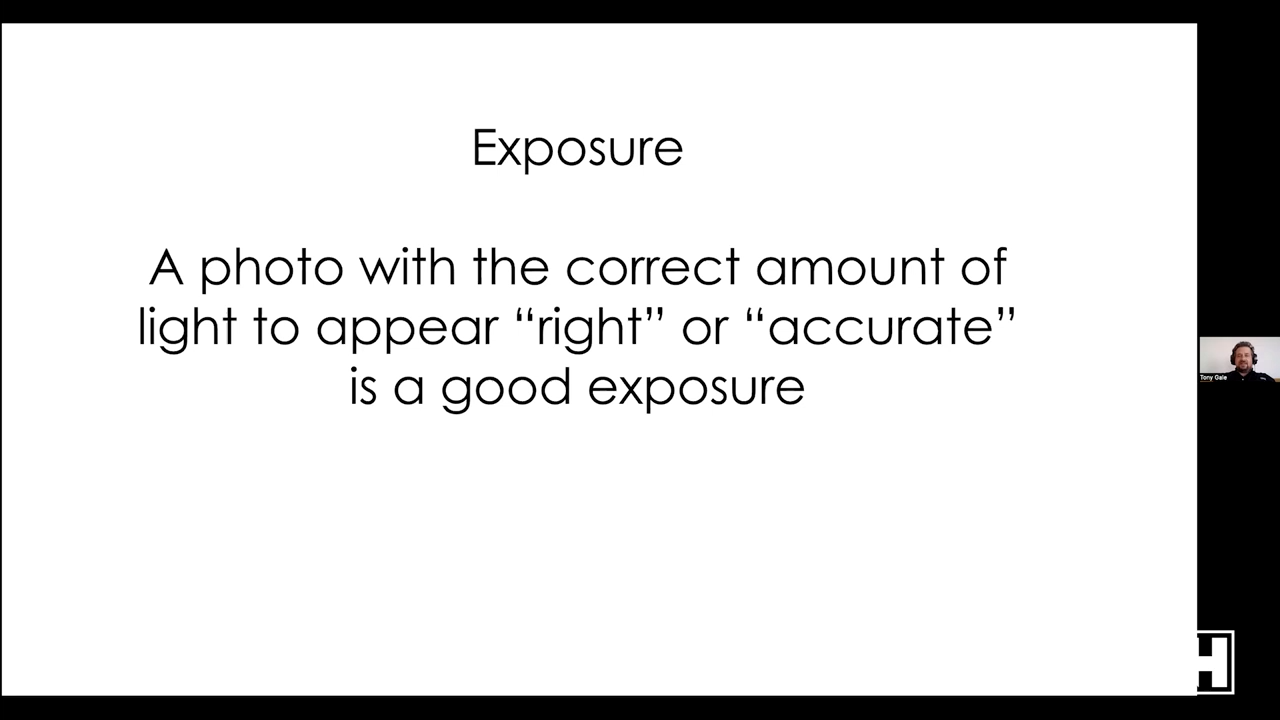 Exposure
A photo with the correct amount of
light to appear “right” or “accurate”
is a good exposure
Tony Gale
H